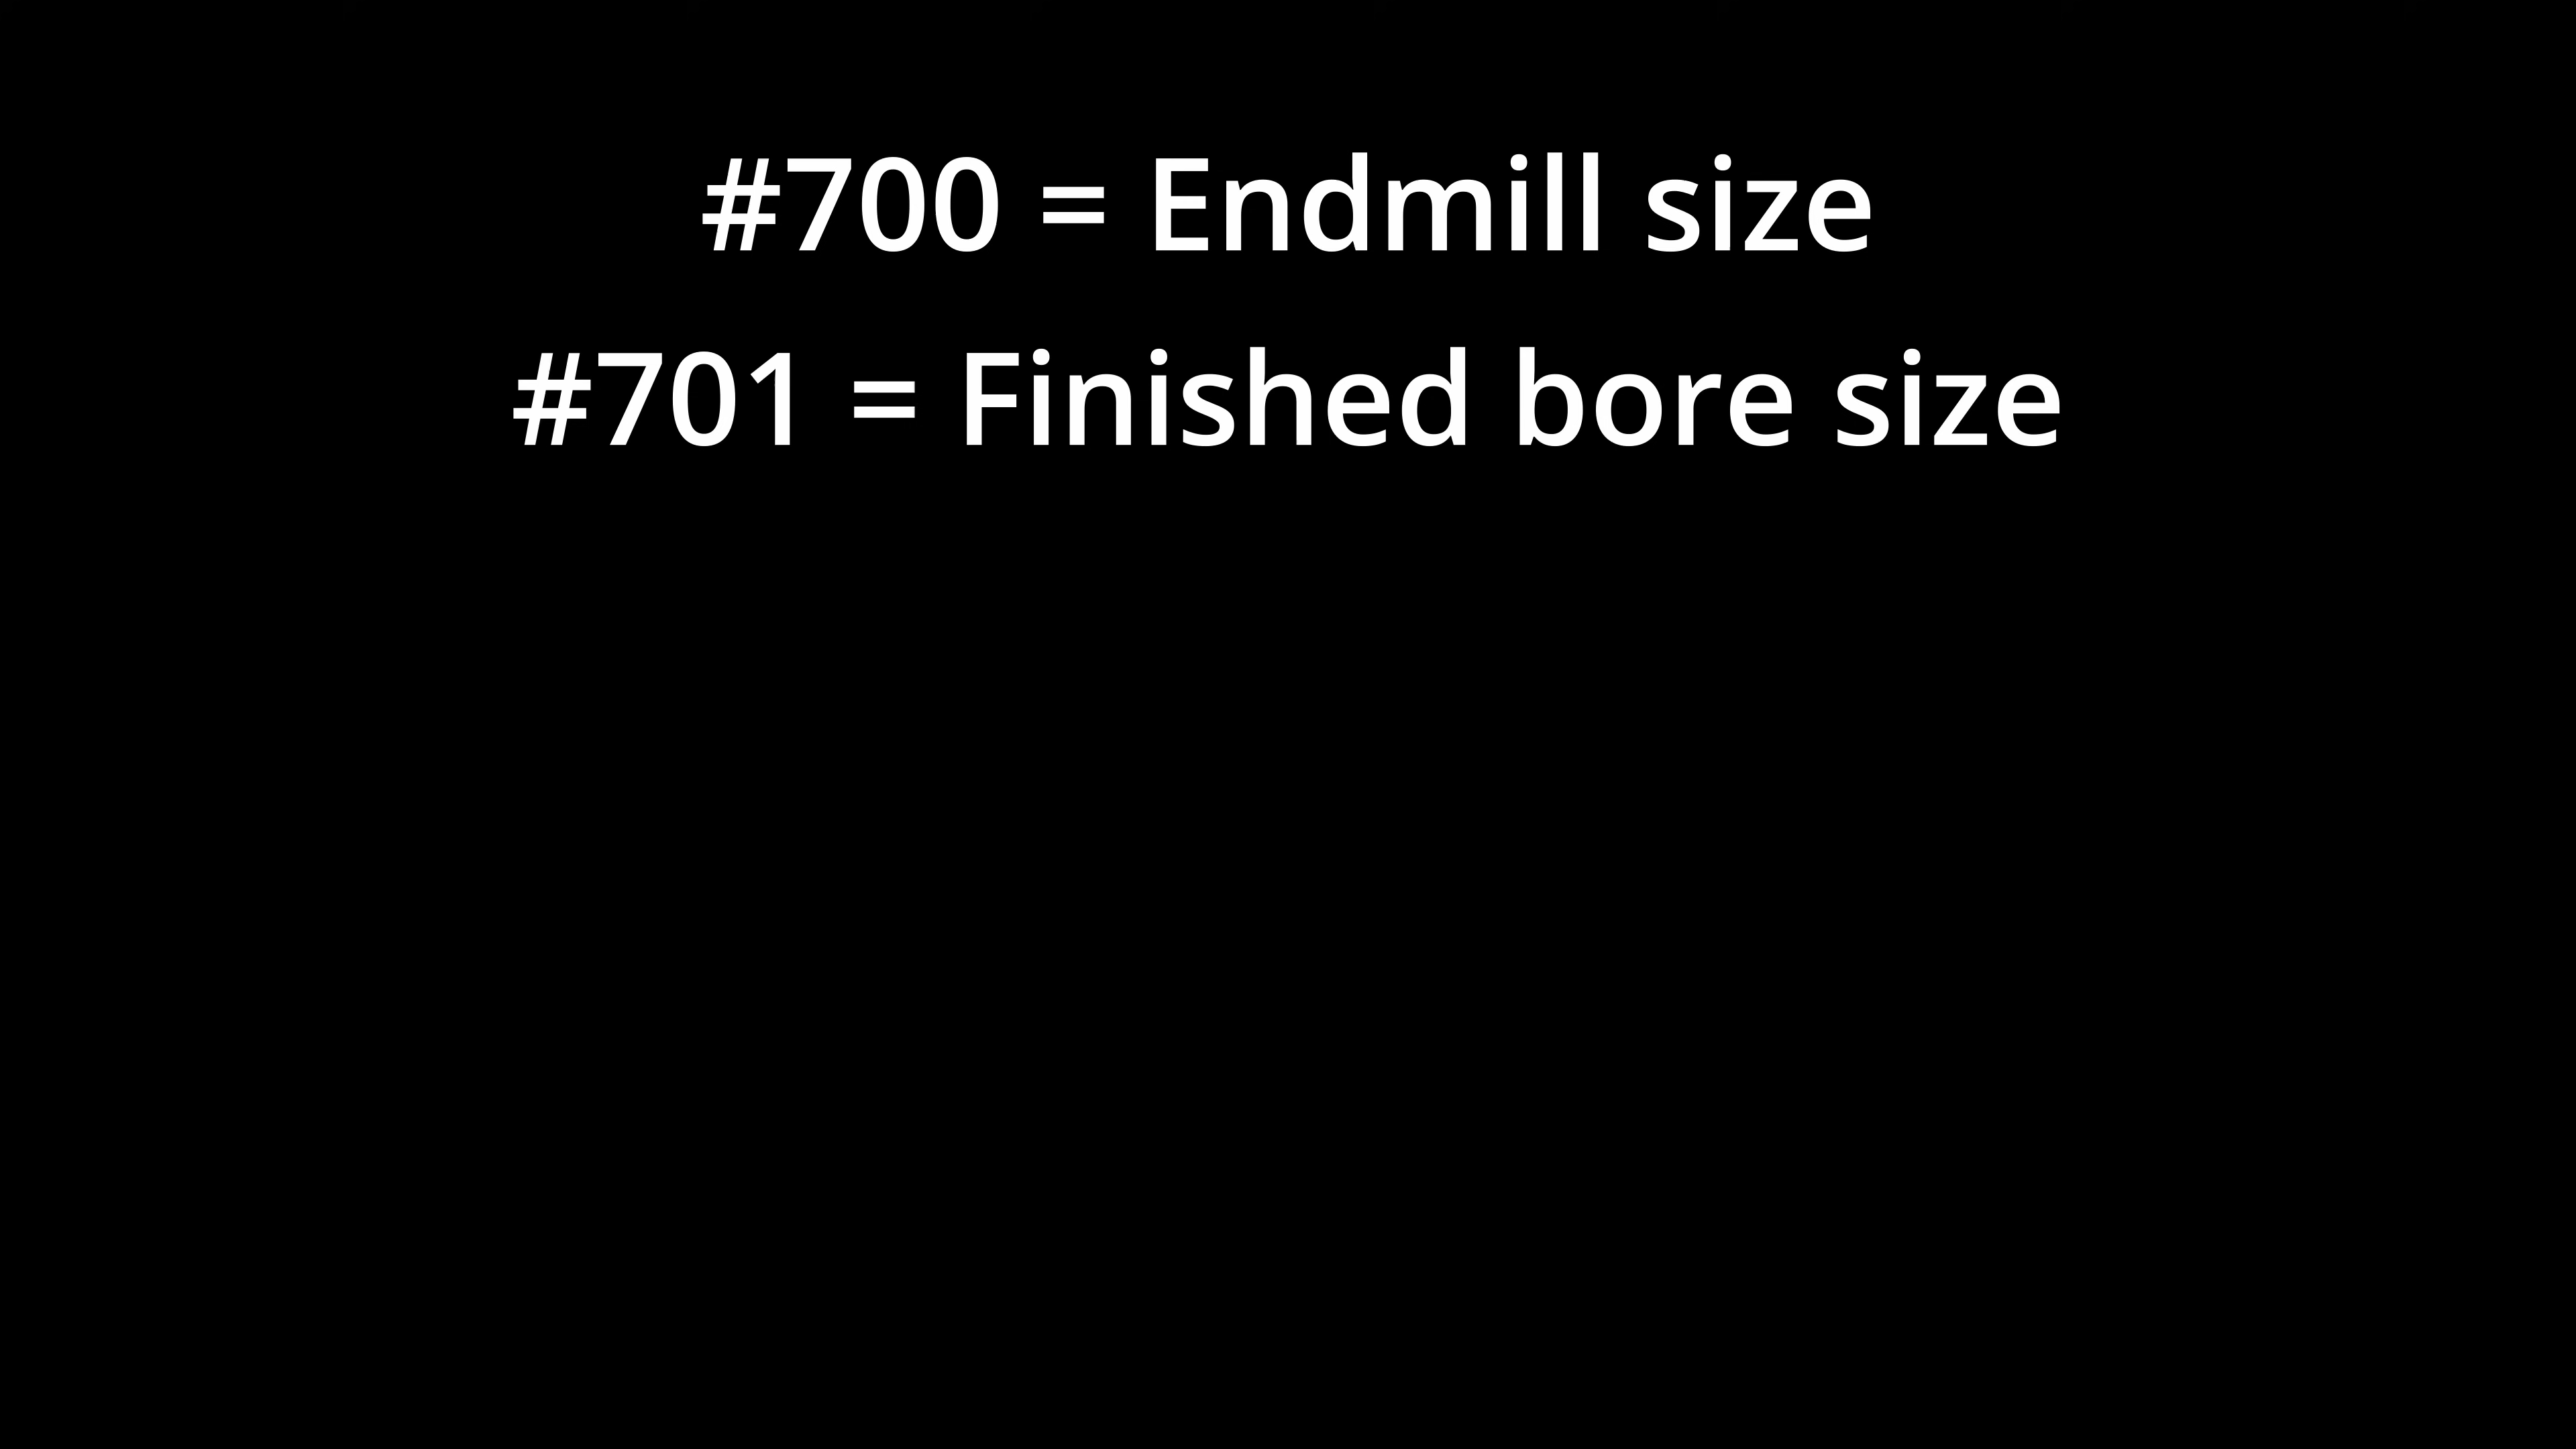 #700 = Endmill size
#701 = Finished bore size